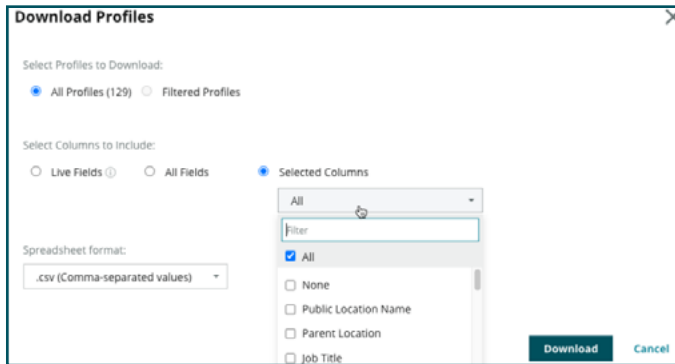 Download Profiles
Select Profiles to Download:
All Profiles (129) Filtered Profiles
Select Columns to Include:
Live Fields All Fields Selected Columns
All
Filter
Spreadsheet format:
All
.csv (Comma-separated values)
None
Public Location Name
Parent Location
Job Title
Download Cancel